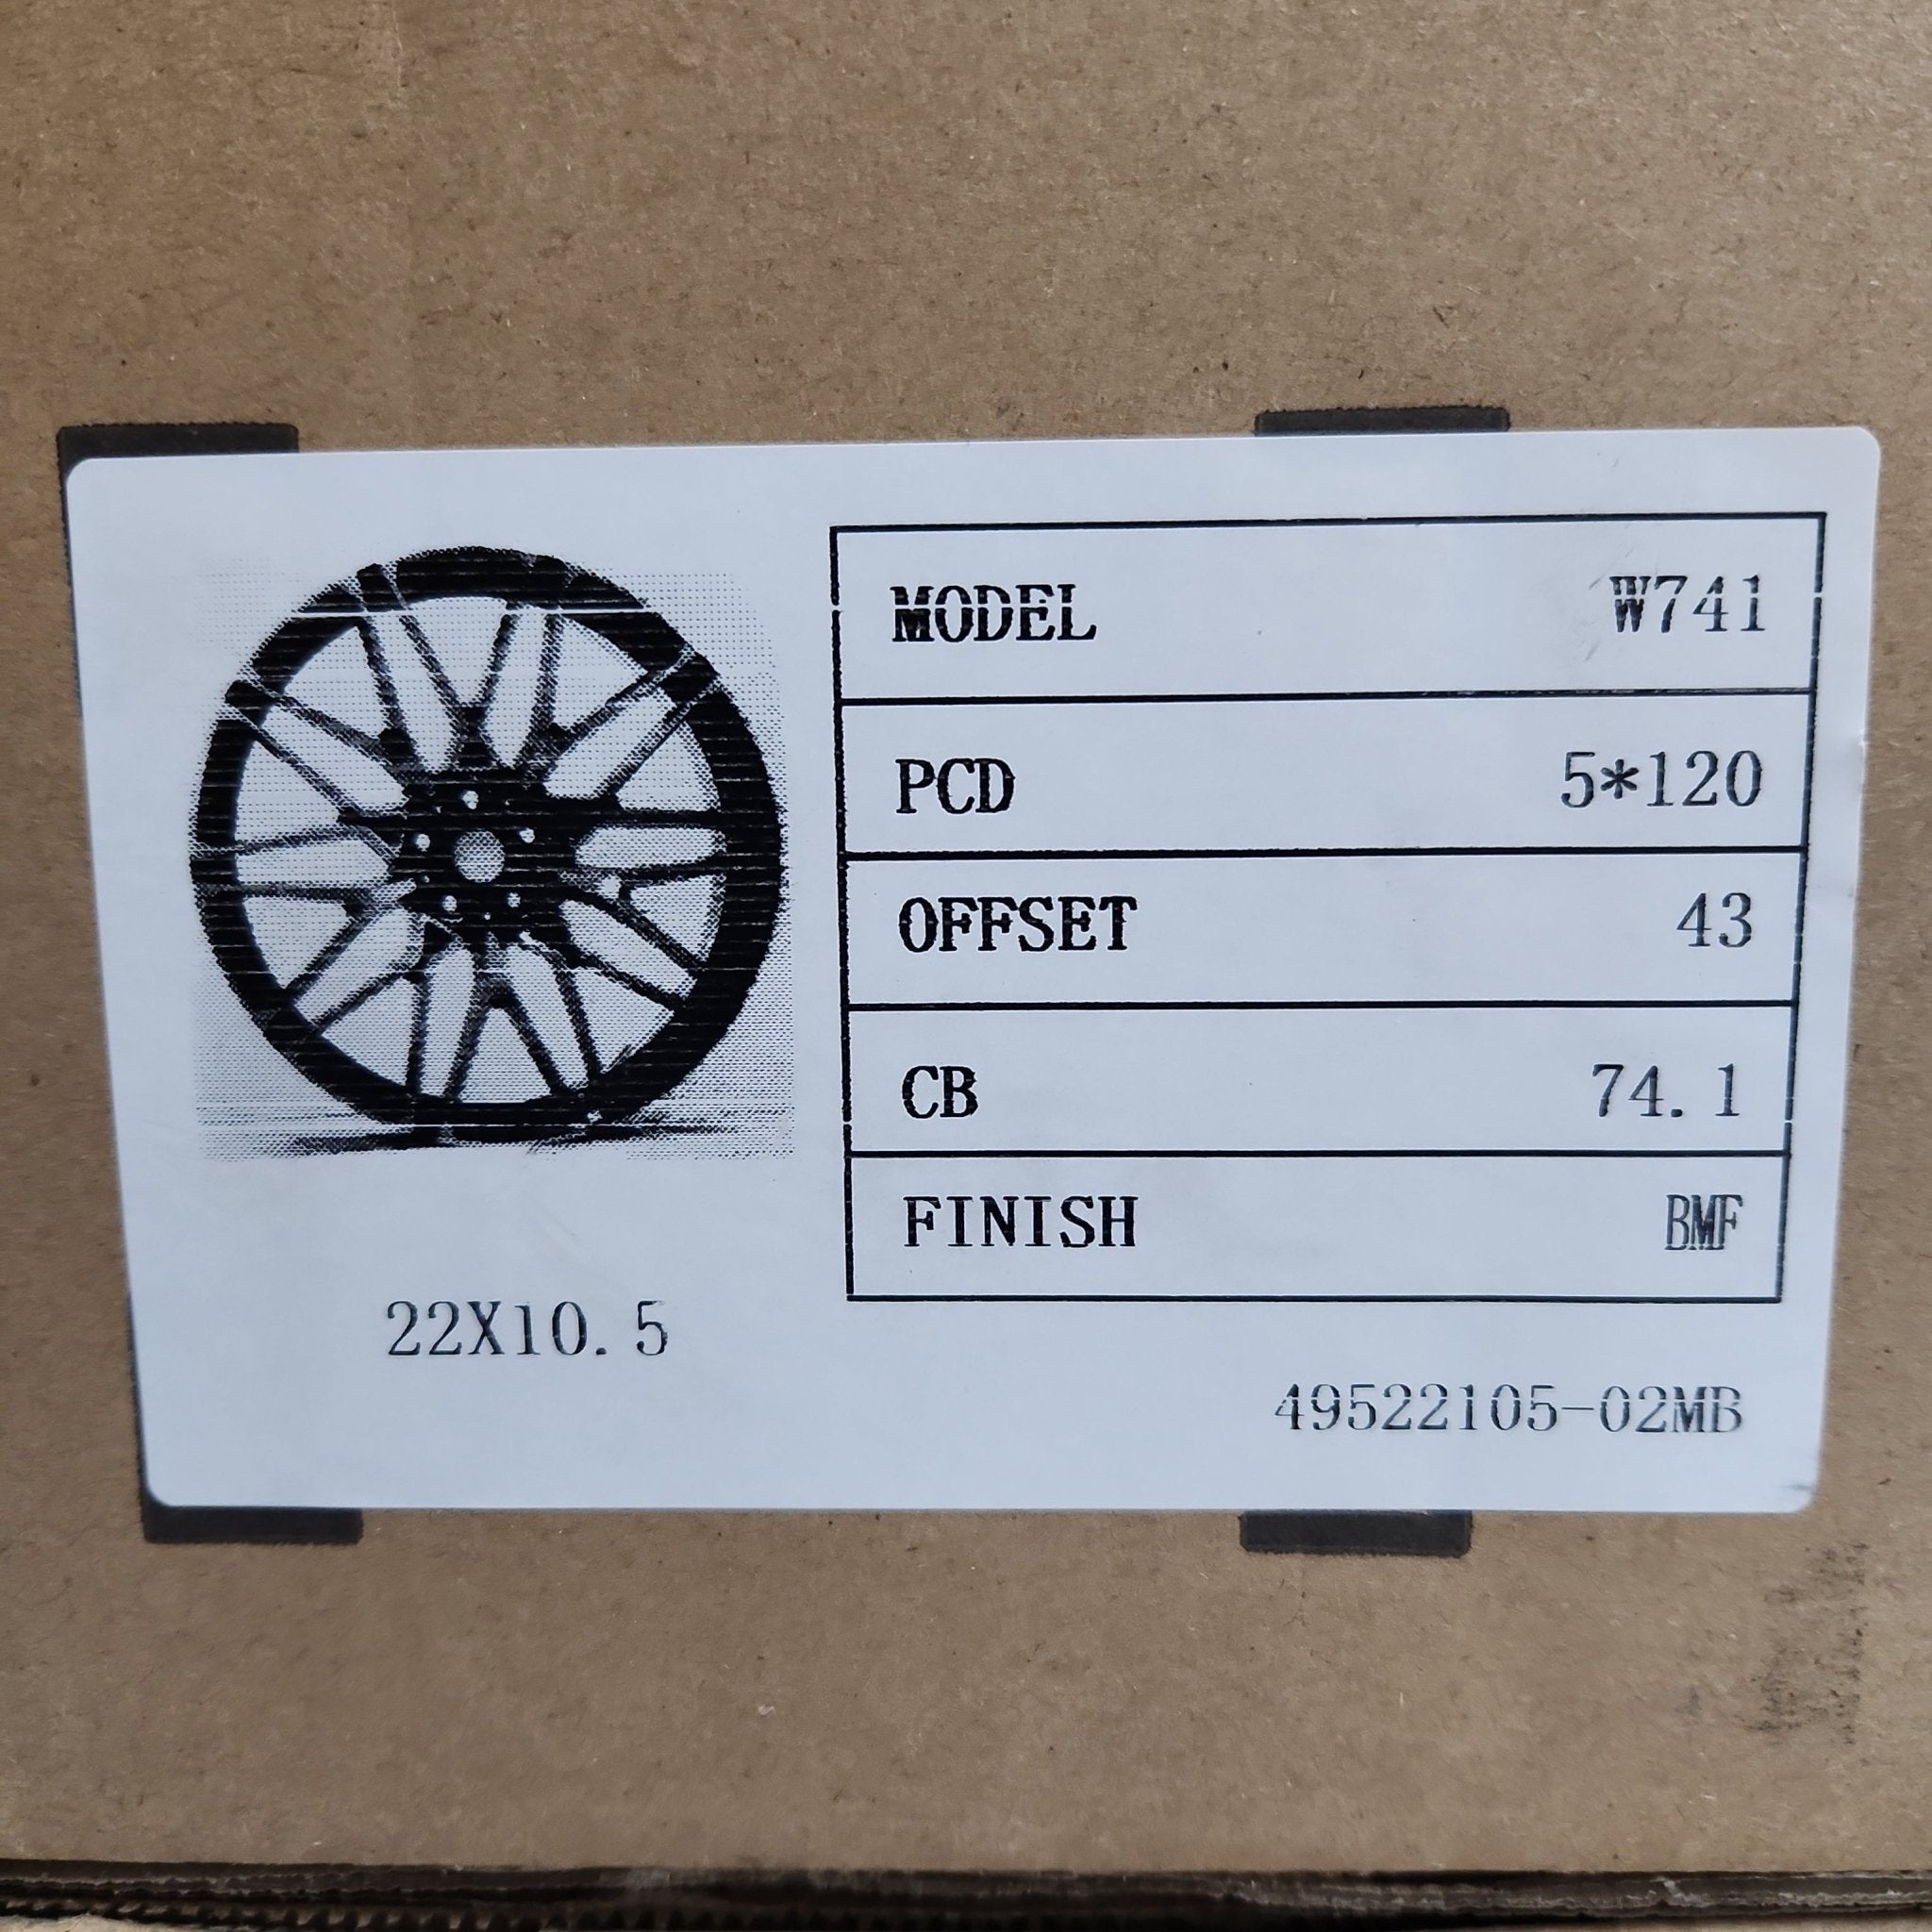 MODEL W741
PCD 5*120
OFFSET 43
CB 74.1
FINISH BMF
22X10.5
49522105-02MB